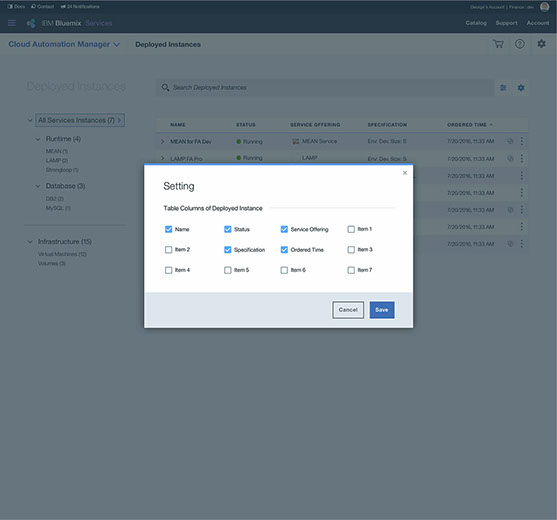 Docs Contact 24 Notifications George's Account | Finance : dev
IBM Bluemix Services Catalog Support Account
Cloud Automation Manager Deployed Instances
Deployed Instances Search Deployed Instances
All Services Instances (7)
Runtime (4)
MEAN (1)
LAMP (2)
Strongloop (1)
Database (3)
DB2 (2)
MySQL (1)
Infrastructure (15)
Virtual Machines (12)
Volumes (3)
NAME STATUS SERVICE OFFERING SPECIFICATION ORDERED TIME
MEAN for FA Dev Running MEAN Service Env: Dev, Size: S 7/20/2016, 11:33 AM
LAMP FA Pro Running LAMP Env: Dev, Size: S 7/20/2016, 11:33 AM
7/20/2016, 11:33 AM
7/20/2016, 11:33 AM
7/20/2016, 11:33 AM
7/20/2016, 11:33 AM
7/20/2016, 11:33 AM
Setting
Table Columns of Deployed Instance
Name Status Service Offering Item 1
Item 2 Specification Ordered Time Item 3
Item 4 Item 5 Item 6 Item 7
Cancel Save